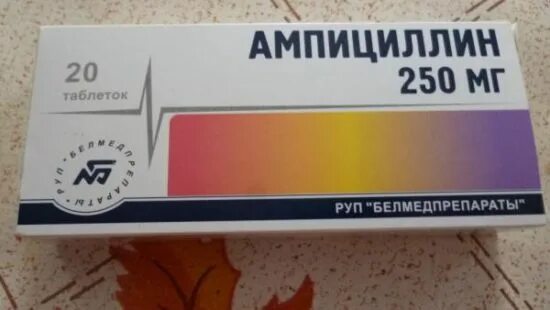 АМПИЦИЛЛИН
250 МГ
20
таблеток
РУП · БЕЛМЕДПРЕПАРАТЫ ·
РУП "БЕЛМЕДПРЕПАРАТЫ"